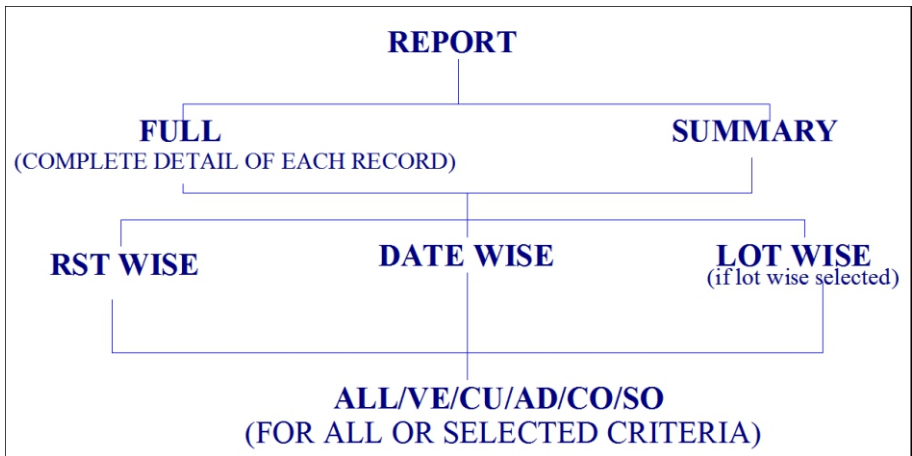 REPORT
FULL
SUMMARY
(COMPLETE DETAIL OF EACH RECORD)
RST WISE
DATE WISE
LOT WISE
(if lot wise selected)
ALL/VE/CU/AD/CO/SO
(FOR ALL OR SELECTED CRITERIA)